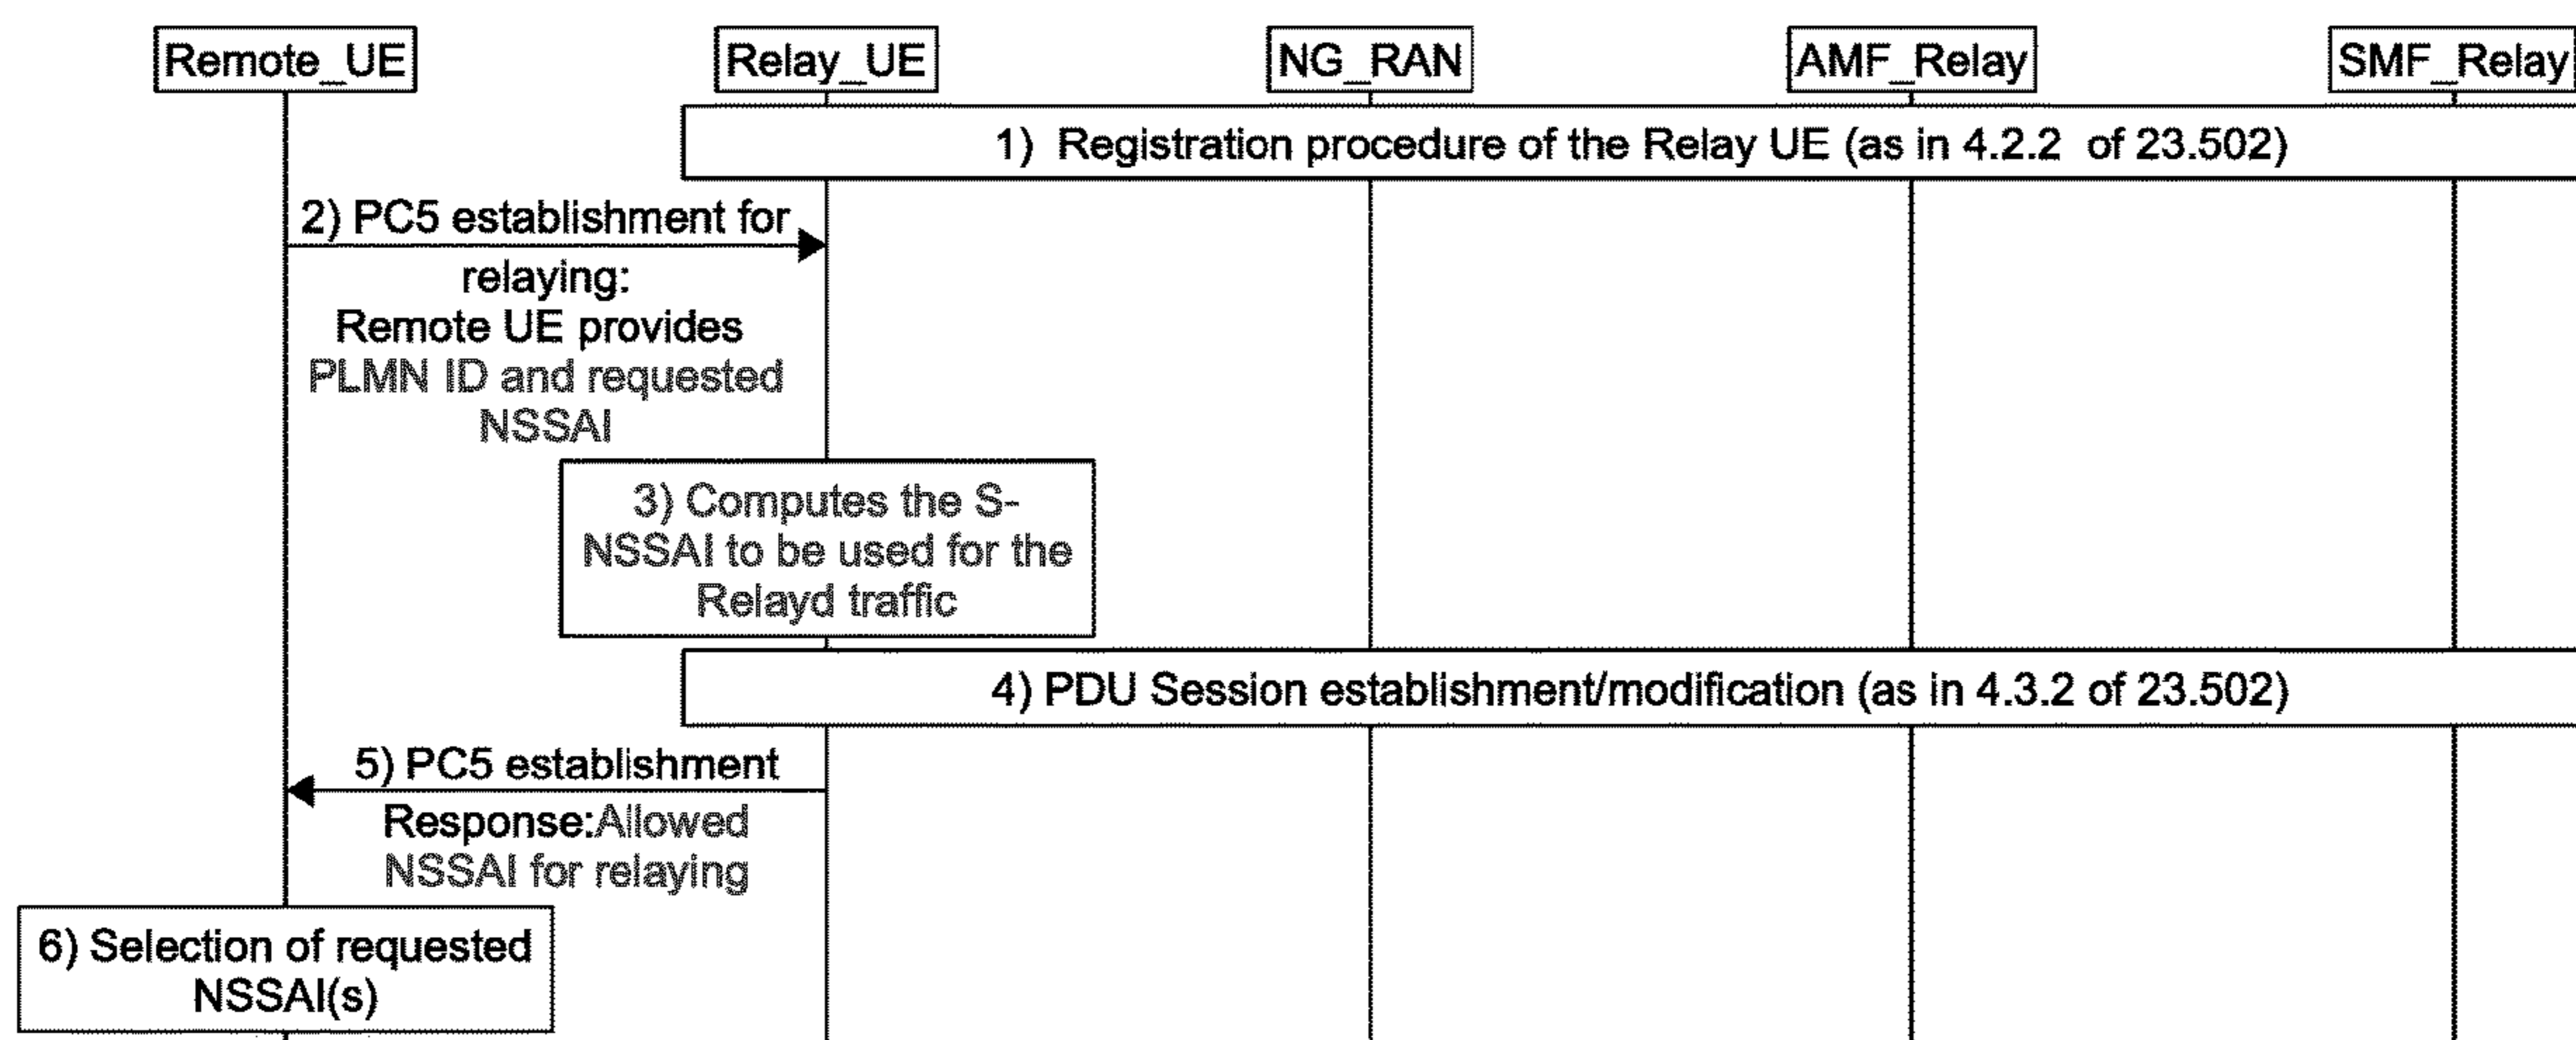 Remote_UE
Relay_UE
NG_RAN
AMF_Relay
SMF_Relay
1) Registration procedure of the Relay UE (as in 4.2.2 of 23.502)
2) PC5 establishment for
relaying:
Remote UE provides
PLMN ID and requested
NSSAI
3) Computes the S-
NSSAI to be used for the
Relayd traffic
4) PDU Session establishment/modification (as in 4.3.2 of 23.502)
5) PC5 establishment
Response:Allowed
NSSAI for relaying
6) Selection of requested
NSSAI(s)